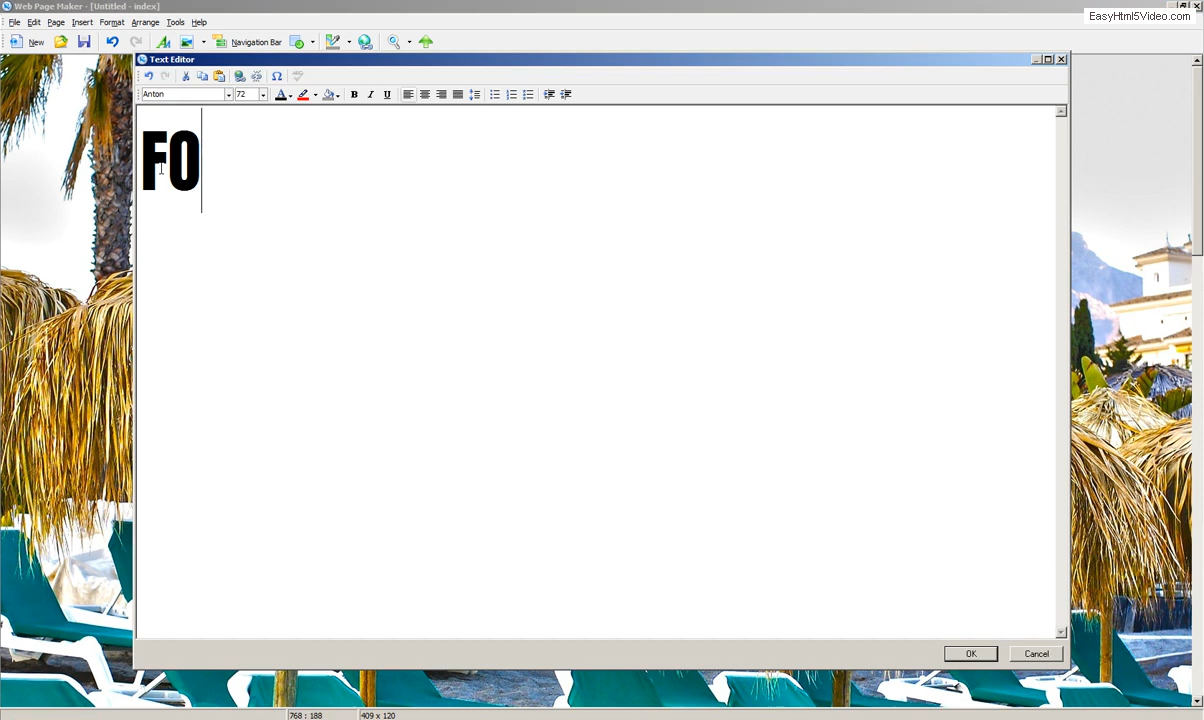 Web Page Maker - [Untitled - index]
EasyHtml5Video.com
File Edit Page Insert Format Arrange Tools Help
New Navigation Bar
Text Editor
Anton 72
FO
OK Cancel
768 : 188 409 x 120